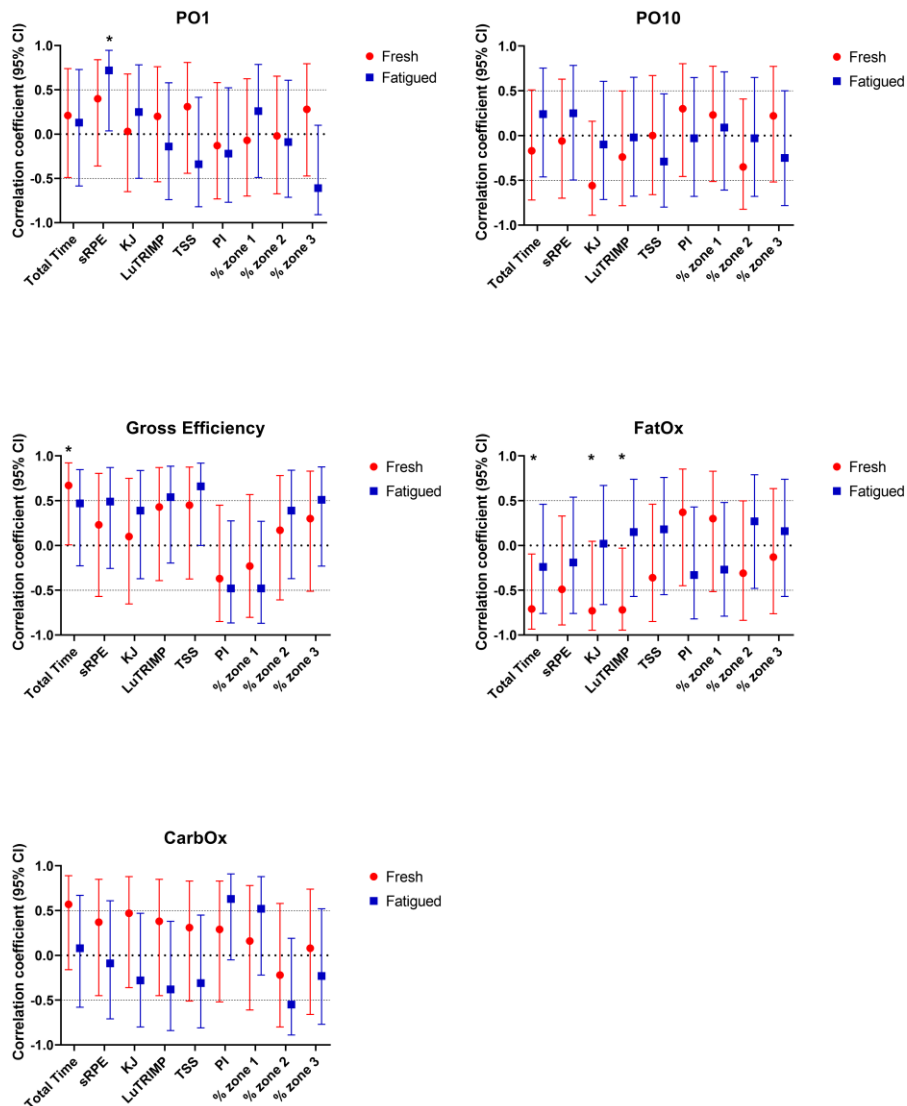 PO1
Correlation coefficient (95% CI)
1.0
0.5
0.0
-0.5
-1.0
*
Total Time
sRPE
KJ
LuTRIMP
TSS
PI
% zone 1
% zone 2
% zone 3
Fresh
Fatigued
PO10
Correlation coefficient (95% CI)
1.0
0.5
0.0
-0.5
-1.0
Total Time
sRPE
KJ
LuTRIMP
TSS
PI
% zone 1
% zone 2
% zone 3
Fresh
Fatigued
Gross Efficiency
Correlation coefficient (95% CI)
1.0
0.5
0.0
-0.5
-1.0
*
Total Time
sRPE
KJ
LuTRIMP
TSS
PI
% zone 1
% zone 2
% zone 3
Fresh
Fatigued
FatOx
Correlation coefficient (95% CI)
1.0
0.5
0.0
-0.5
-1.0
* * *
Total Time
sRPE
KJ
LuTRIMP
TSS
PI
% zone 1
% zone 2
% zone 3
Fresh
Fatigued
CarbOx
Correlation coefficient (95% CI)
1.0
0.5
0.0
-0.5
-1.0
Total Time
sRPE
KJ
LuTRIMP
TSS
PI
% zone 1
% zone 2
% zone 3
Fresh
Fatigued